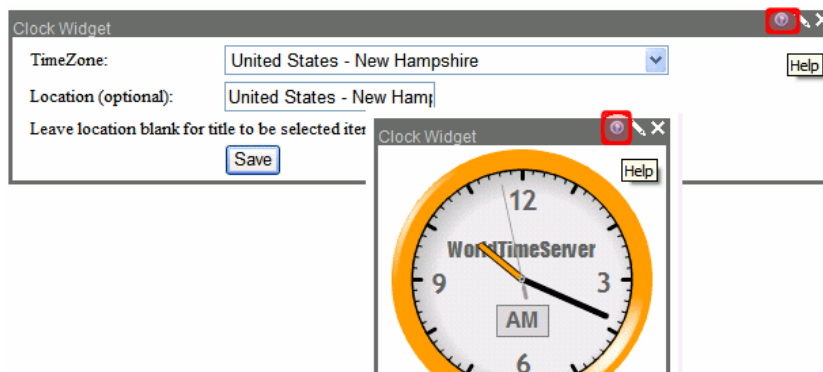 Clock Widget
TimeZone:
United States - New Hampshire
Help
Location (optional):
United States - New Hamp
Leave location blank for title to be selected iter
Save
Clock Widget
Help
12
WorldTimeServer
9
3
AM
6